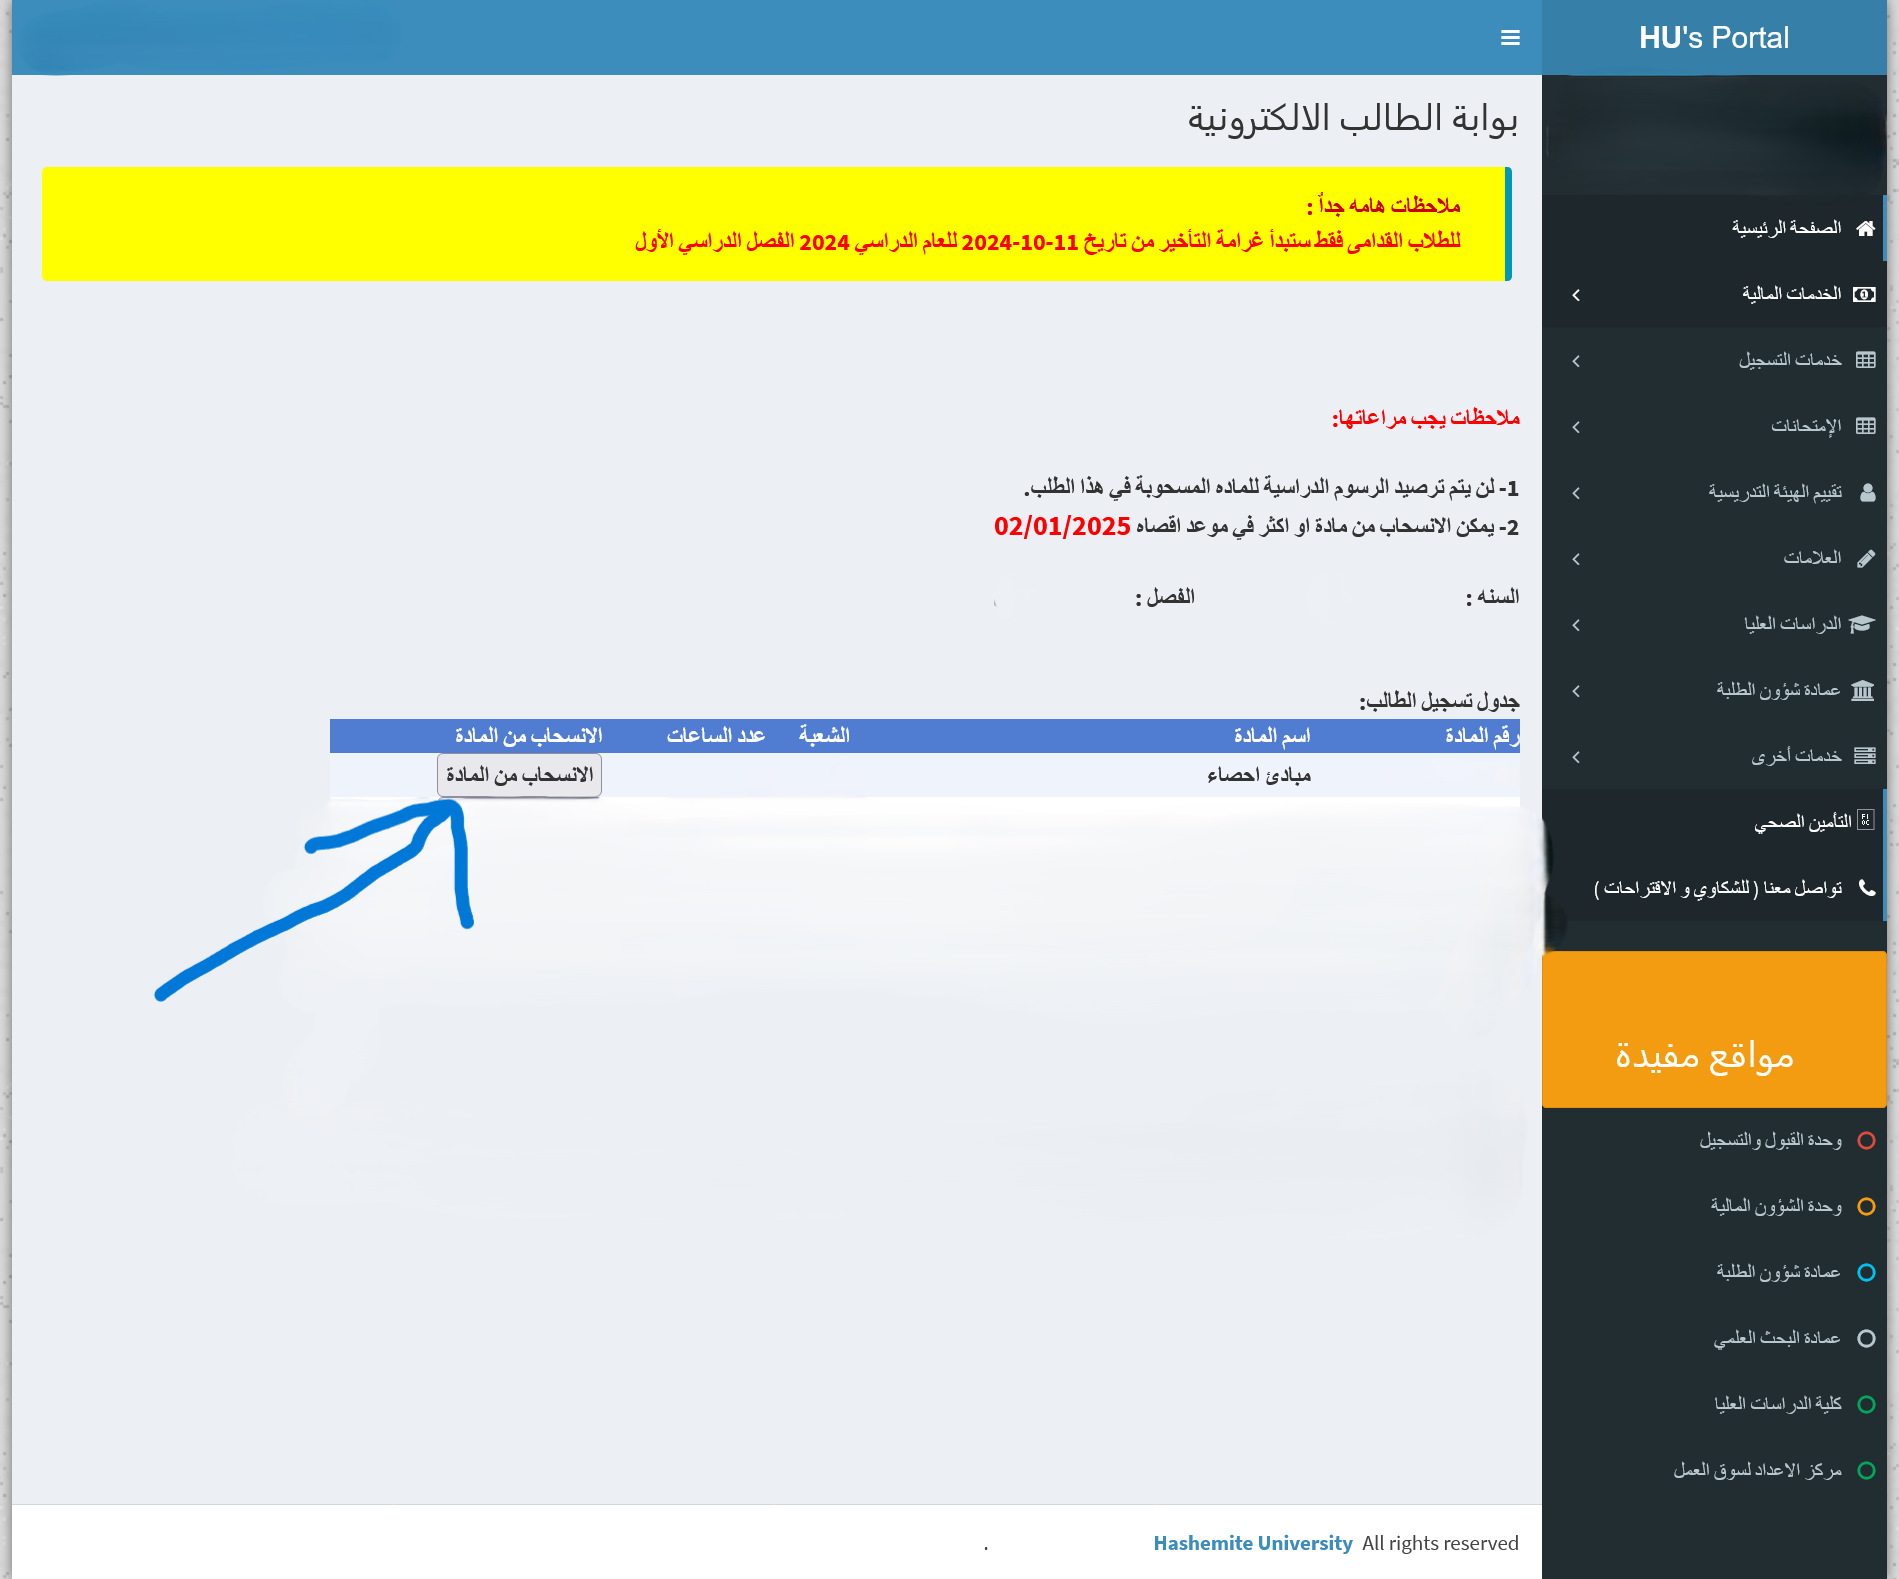 HU's Portal
الصفحة الرئيسية
الخدمات المالية
خدمات التسجيل
الإمتحانات
تقييم الهيئة التدريسية
العلامات
الدراسات العليا
عمادة شؤون الطلبة
خدمات أخرى
التأمين الصحي
تواصل معنا ( للشكاوي و الاقتراحات )
مواقع مفيدة
وحدة القبول والتسجيل
وحدة الشؤون المالية
عمادة شؤون الطلبة
عمادة البحث العلمي
كلية الدراسات العليا
مركز الاعداد لسوق العمل
بوابة الطالب الالكترونية
ملاحظات هامه جداً :
للطلاب القدامى فقط ستبدأ غرامة التأخير من تاريخ 11-10-2024 للعام الدراسي 2024 الفصل الدراسي الأول
ملاحظات يجب مراعاتها:
1- لن يتم ترصيد الرسوم الدراسية للماده المسحوبة في هذا الطلب.
2- يمكن الانسحاب من مادة او اكثر في موعد اقصاه 02/01/2025
السنه : الفصل :
جدول تسجيل الطالب:
رقم المادة اسم المادة الشعبة عدد الساعات الانسحاب من المادة
مبادئ احصاء الانسحاب من المادة
Hashemite University All rights reserved .